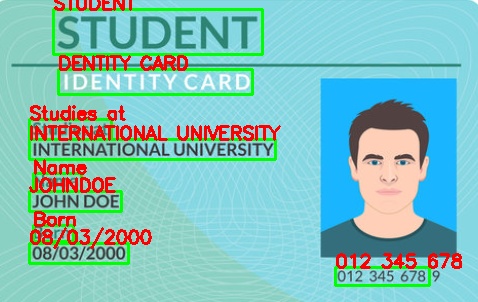 STUDENT
STUDENT
DENTITY CARD
IDENTITY CARD
Studies at
INTERNATIONAL UNIVERSITY
INTERNATIONAL UNIVERSITY
Name
JOHNDOE
JOHN DOE
Born
08/03/2000
08/03/2000
012 345 678
012 345 678 9